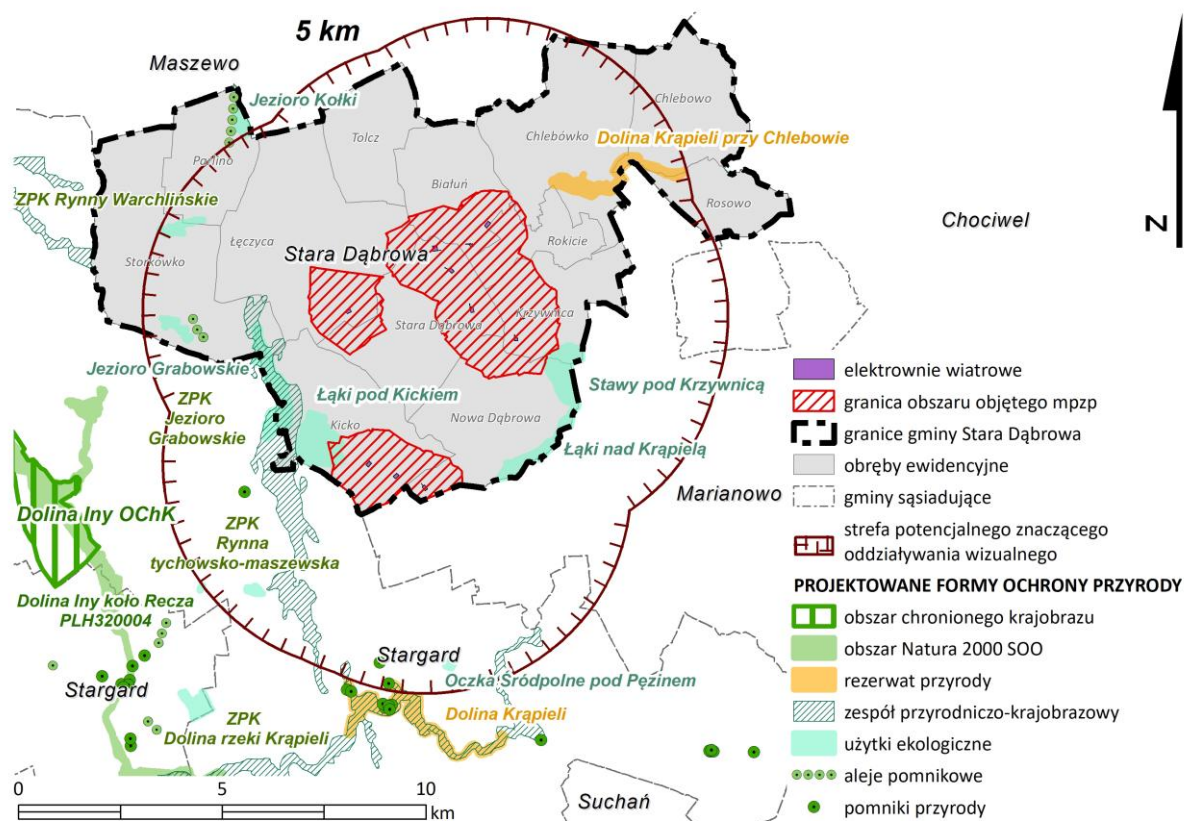 5 km
Maszewo
Jezioro Kołki
Chlebowo
Tolcz
Chlebówko
Parlino
Dolina Krąpieli przy Chlebowie
Białuń
ZPK Rynny Warchlińskie
Rosowo
Chociwel
N
Łęczyca
Rokicie
Storkówko
Stara Dąbrowa
Stara Dąbrowa
Krzywnica
Jezioro Grabowskie
Stawy pod Krzywnicą
ZPK
Jezioro
Grabowskie
Łąki pod Kickiem
Nowa Dąbrowa
Kicko
Łąki nad Krąpielą
Marianowo
Dolina Iny OChK
ZPK
Rynna
tychowsko-maszewska
Dolina Iny koło Recza
PLH320004
Stargard
Stargard
Oczka Śródpolne pod Pęzinem
ZPK
Dolina rzeki Krąpieli
Dolina Krąpieli
Suchań
0 5 10
km
elektrownie wiatrowe
granica obszaru objętego mpzp
granice gminy Stara Dąbrowa
obręby ewidencyjne
gminy sąsiadujące
strefa potencjalnego znaczącego
oddziaływania wizualnego
PROJEKTOWANE FORMY OCHRONY PRZYRODY
obszar chronionego krajobrazu
obszar Natura 2000 SOO
rezerwat przyrody
zespół przyrodniczo-krajobrazowy
użytki ekologiczne
aleje pomnikowe
pomniki przyrody